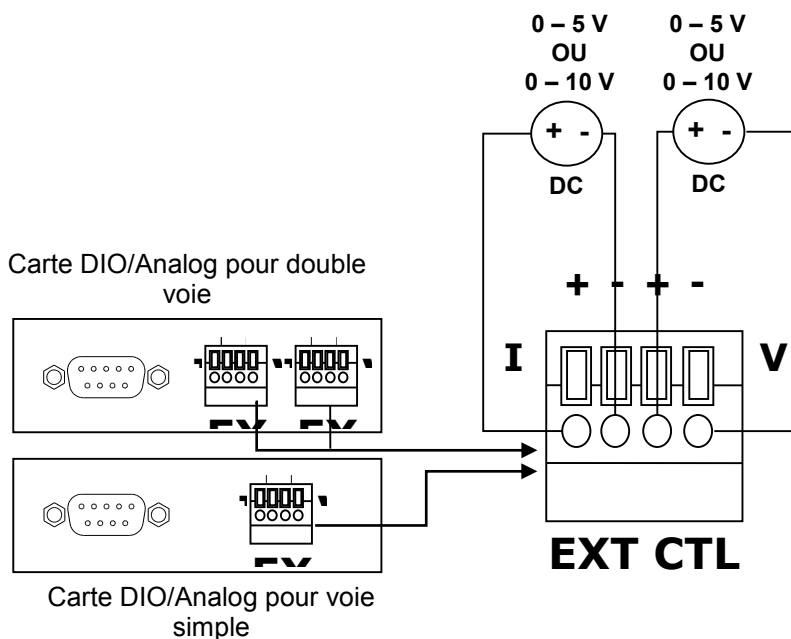 0 – 5 V
OU
0 – 10 V
0 – 5 V
OU
0 – 10 V
+ -
+ -
DC
DC
Carte DIO/Analog pour double
voie
+ - + -
I
V
EXT CTL
Carte DIO/Analog pour voie
simple